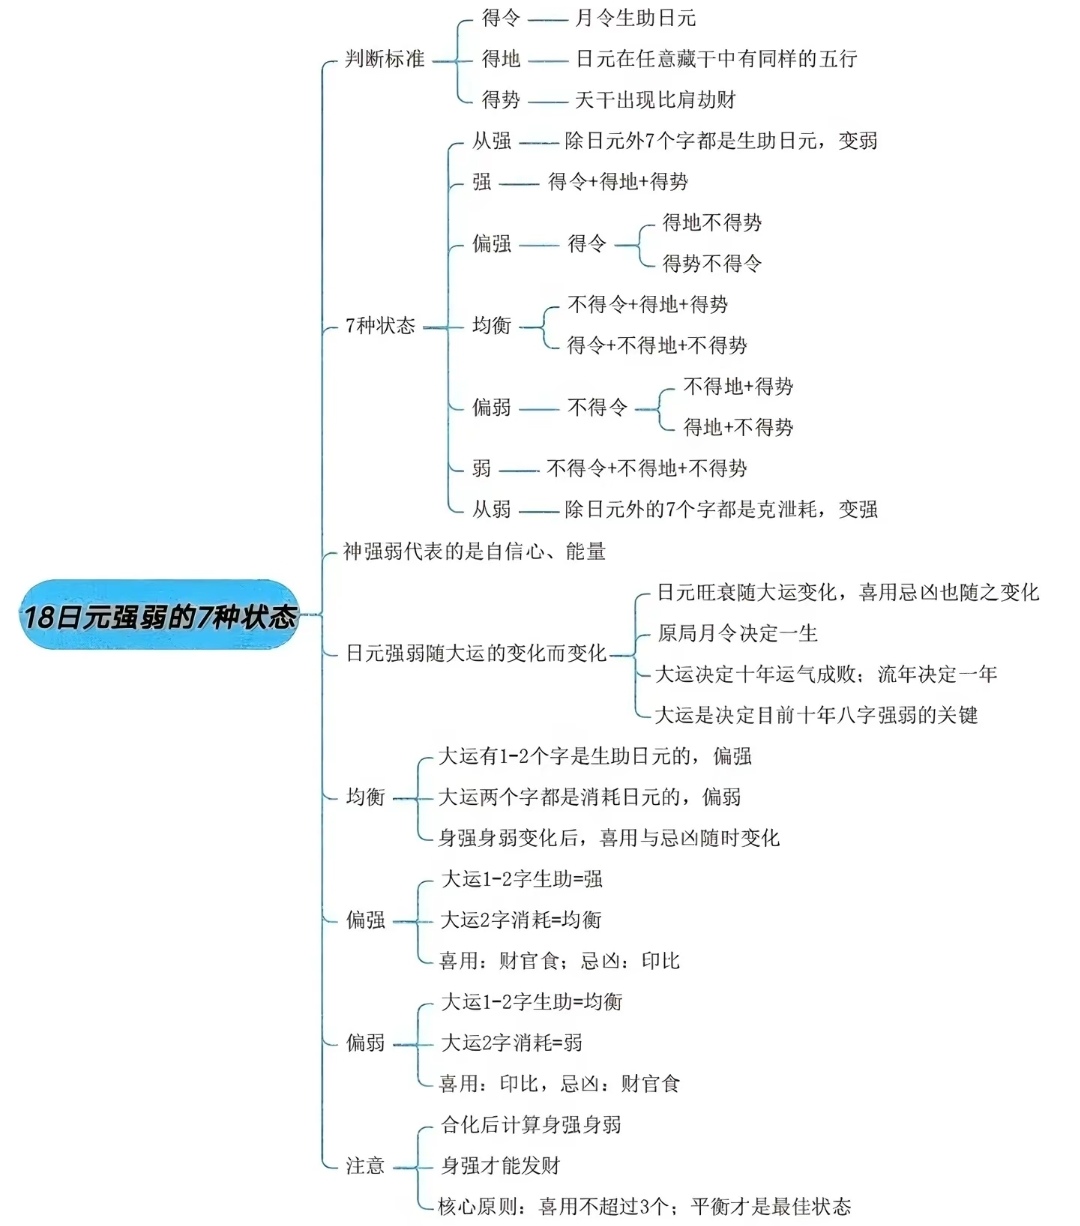 18日元强弱的7种状态
判断标准
得令
月令生助日元
得地
日元在任意藏干中有同样的五行
得势
天干出现比肩劫财
7种状态
从强
除日元外7个字都是生助日元，变弱
强
得令+得地+得势
偏强
得令
得地不得势
得势不得令
均衡
不得令+得地+得势
得令+不得地+不得势
偏弱
不得令
不得地+得势
得地+不得势
弱
不得令+不得地+不得势
从弱
除日元外的7个字都是克泄耗，变强
神强弱代表的是自信心、能量
日元强弱随大运的变化而变化
日元旺衰随大运变化，喜用忌凶也随之变化
原局月令决定一生
大运决定十年运气成败；流年决定一年
大运是决定目前十年八字强弱的关键
均衡
大运有1-2个字是生助日元的，偏强
大运两个字都是消耗日元的，偏弱
身强身弱变化后，喜用与忌凶随时变化
偏强
大运1-2字生助=强
大运2字消耗=均衡
喜用：财官食；忌凶：印比
偏弱
大运1-2字生助=均衡
大运2字消耗=弱
喜用：印比，忌凶：财官食
注意
合化后计算身强身弱
身强才能发财
核心原则：喜用不超过3个；平衡才是最佳状态